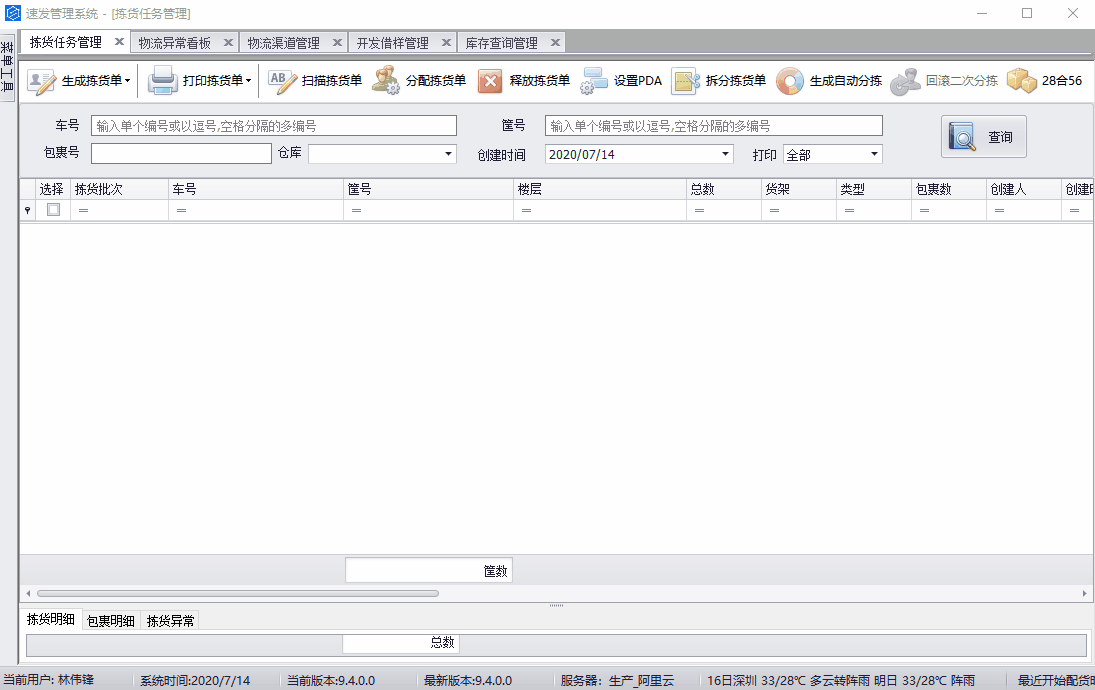 速发管理系统 - [拣货任务管理]
菜单工具
拣货任务管理 物流异常看板 物流渠道管理 开发借样管理 库存查询管理
生成拣货单 打印拣货单 AB 扫描拣货单 分配拣货单 释放拣货单 设置PDA 拆分拣货单 生成自动分拣 回滚二次分拣 28合56
车号 输入单个编号或以逗号,空格分隔的多编号 筐号 输入单个编号或以逗号,空格分隔的多编号 查询
包裹号 仓库 创建时间 2020/07/14 打印 全部
选择 拣货批次 车号 筐号 楼层 总数 货架 类型 包裹数 创建人 创建
= = = = = = = = = =
筐数
拣货明细 包裹明细 拣货异常
总数
当前用户: 林伟锋 系统时间:2020/7/14 当前版本:9.4.0.0 最新版本:9.4.0.0 服务器: 生产_阿里云 16日深圳 33/28℃ 多云转阵雨 明日 33/28℃ 阵雨 最近开始配货